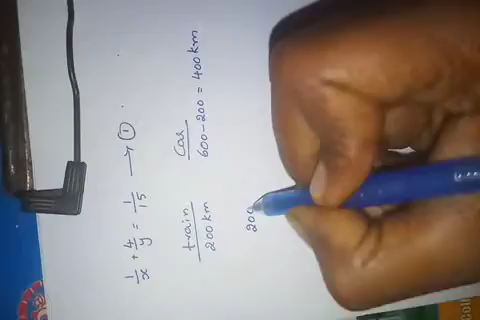 1/x + 4/y = 1/15 → ①
train Car
200 km 600-200 = 400 km
200